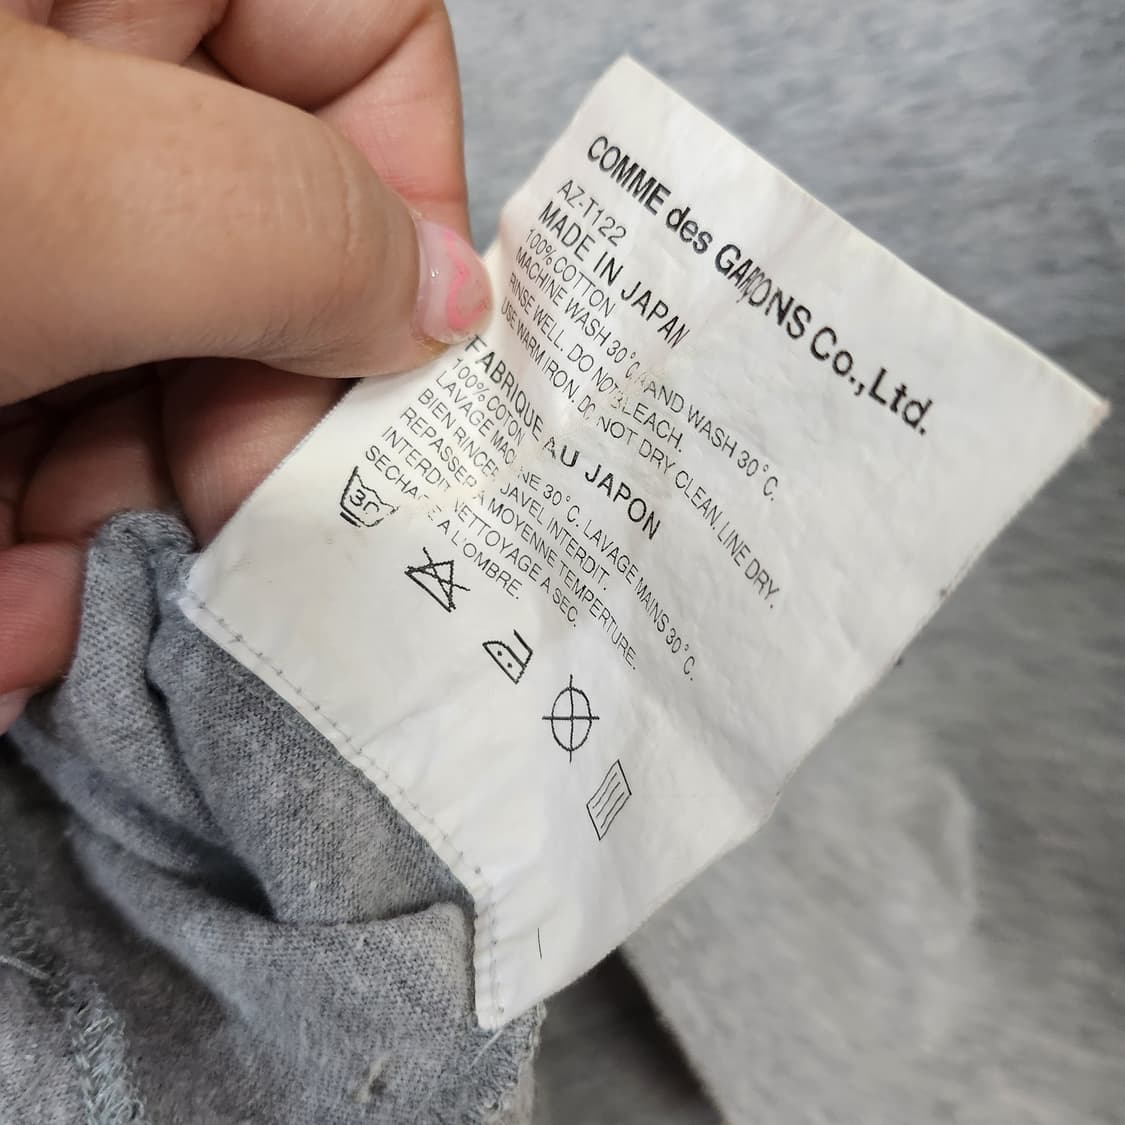 COMME des GARÇONS Co., Ltd.
AZ-T122
MADE IN JAPAN
100% COTTON
MACHINE WASH 30°C. HAND WASH 30°C.
RINSE WELL. DO NOT BLEACH.
USE WARM IRON. DO NOT DRY CLEAN. LINE DRY.
FABRIQUE AU JAPON
100% COTON
LAVAGE MACHINE 30°C. LAVAGE MAINS 30°C.
BIEN RINCER. JAVEL INTERDIT.
REPASSER A MOYENNE TEMPERTURE.
INTERDIT NETTOYAGE A SEC.
SECHAGE A L'OMBRE.